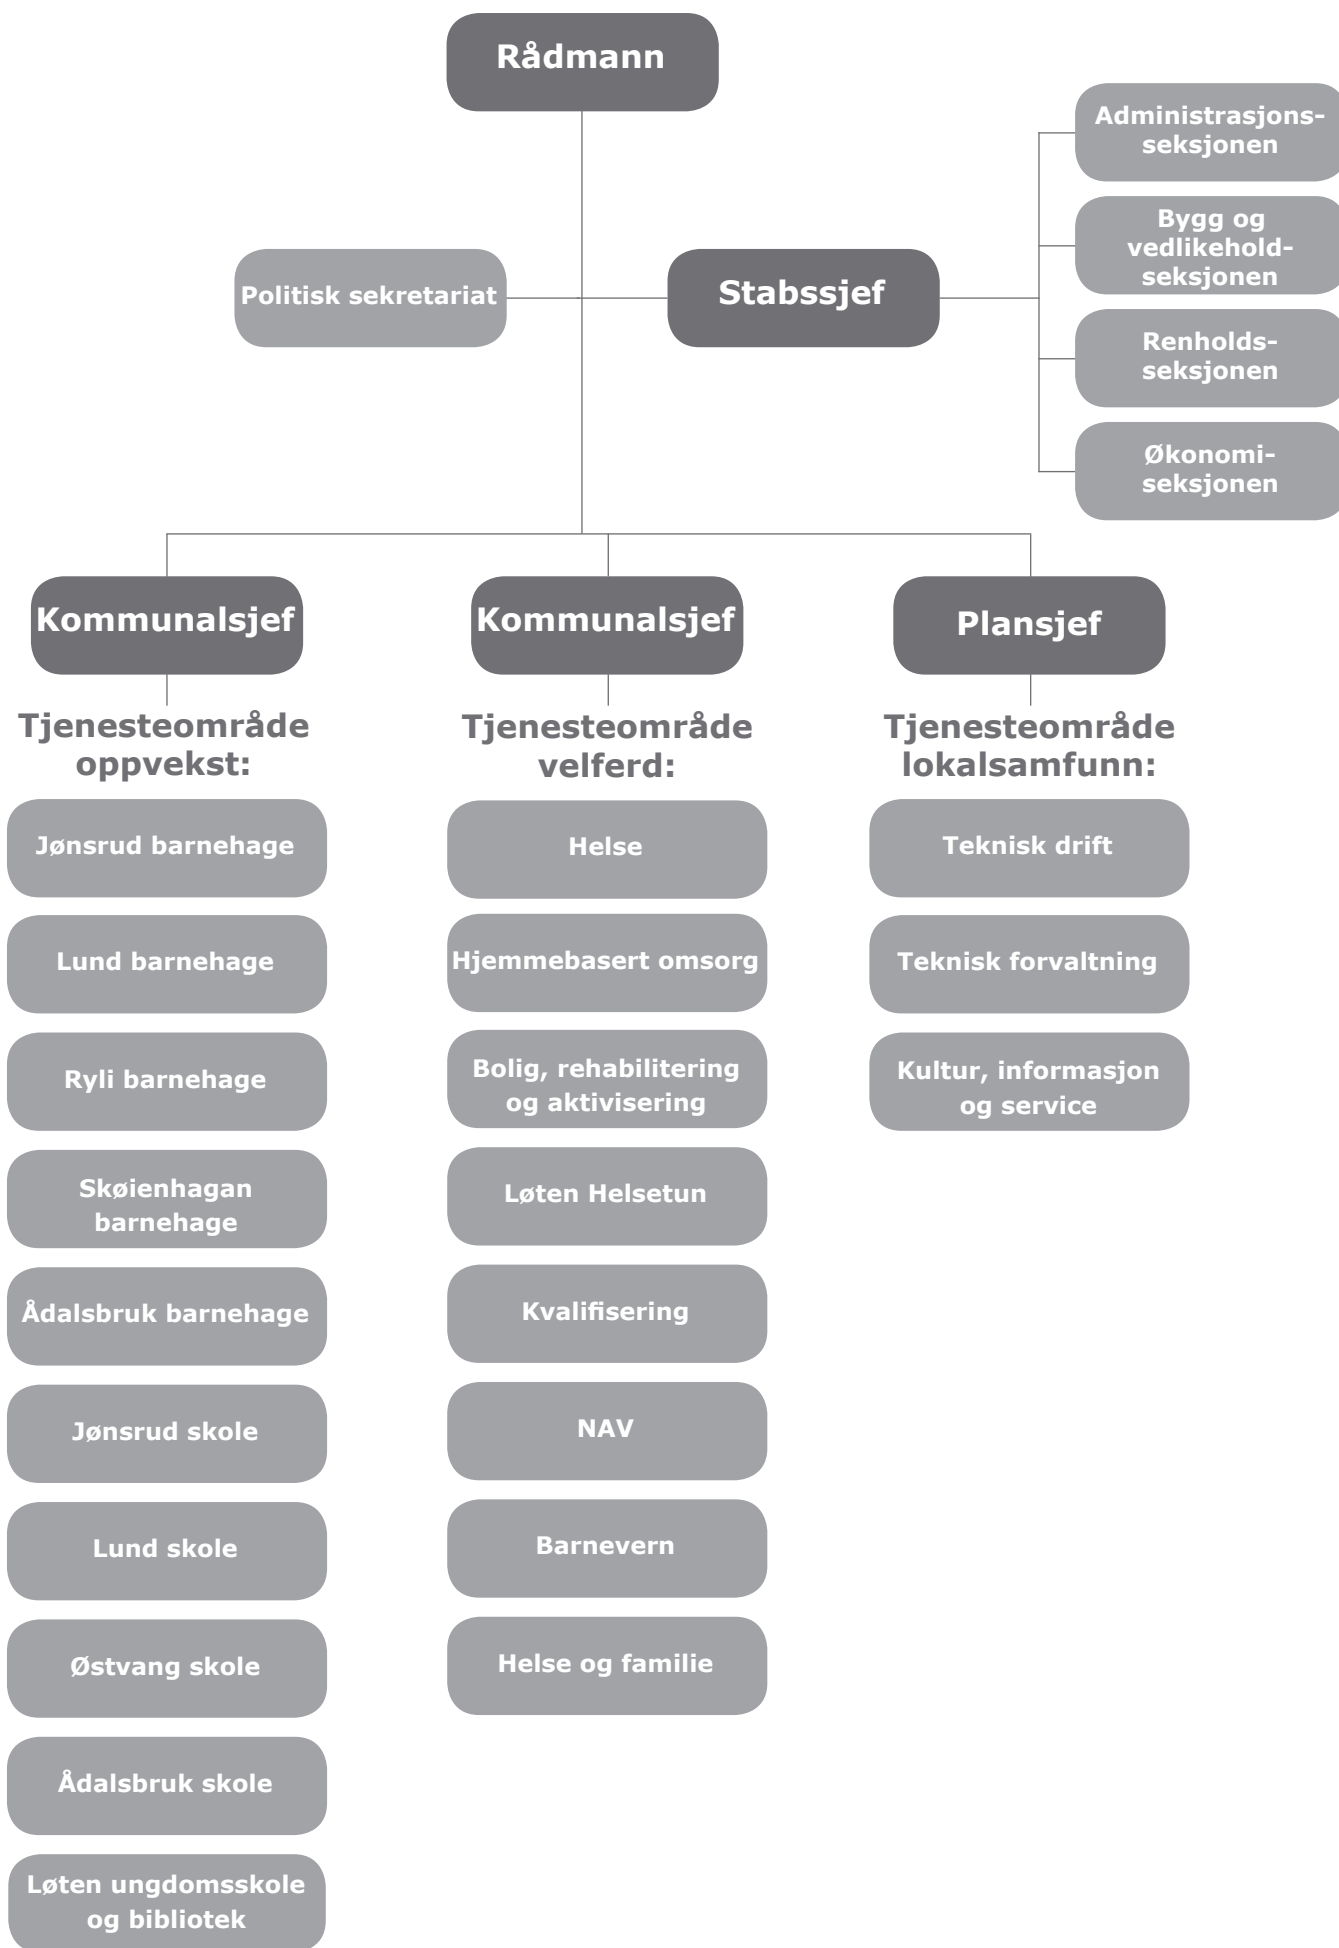 Rådmann
Administrasjons-
seksjonen
Bygg og
vedlikehold-
seksjonen
Renholds-
seksjonen
Økonomi-
seksjonen
Politisk sekretariat
Stabssjef
Kommunalsjef
Kommunalsjef
Plansjef
Tjenesteområde
oppvekst:
Jønsrud barnehage
Lund barnehage
Ryli barnehage
Skøienhagan
barnehage
Ådalsbruk barnehage
Jønsrud skole
Lund skole
Østvang skole
Ådalsbruk skole
Løten ungdomsskole
og bibliotek
Tjenesteområde
velferd:
Helse
Hjemmebasert omsorg
Bolig, rehabilitering
og aktivisering
Løten Helsetun
Kvalifisering
NAV
Barnevern
Helse og familie
Tjenesteområde
lokalsamfunn:
Teknisk drift
Teknisk forvaltning
Kultur, informasjon
og service